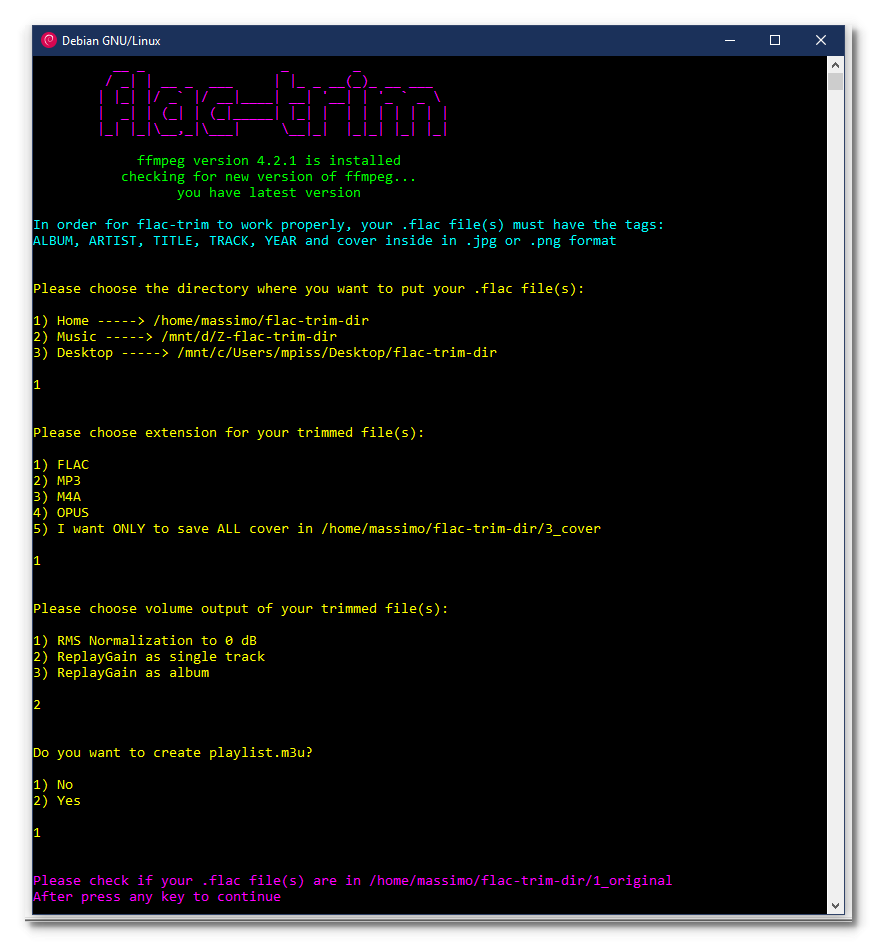 Debian GNU/Linux
flac-trim
ffmpeg version 4.2.1 is installed
checking for new version of ffmpeg...
you have latest version
In order for flac-trim to work properly, your .flac file(s) must have the tags:
ALBUM, ARTIST, TITLE, TRACK, YEAR and cover inside in .jpg or .png format
Please choose the directory where you want to put your .flac file(s):
1) Home -----> /home/massimo/flac-trim-dir
2) Music -----> /mnt/d/Z-flac-trim-dir
3) Desktop -----> /mnt/c/Users/mpiss/Desktop/flac-trim-dir
1
Please choose extension for your trimmed file(s):
1) FLAC
2) MP3
3) M4A
4) OPUS
5) I want ONLY to save ALL cover in /home/massimo/flac-trim-dir/3_cover
1
Please choose volume output of your trimmed file(s):
1) RMS Normalization to 0 dB
2) ReplayGain as single track
3) ReplayGain as album
2
Do you want to create playlist.m3u?
1) No
2) Yes
1
Please check if your .flac file(s) are in /home/massimo/flac-trim-dir/1_original
After press any key to continue